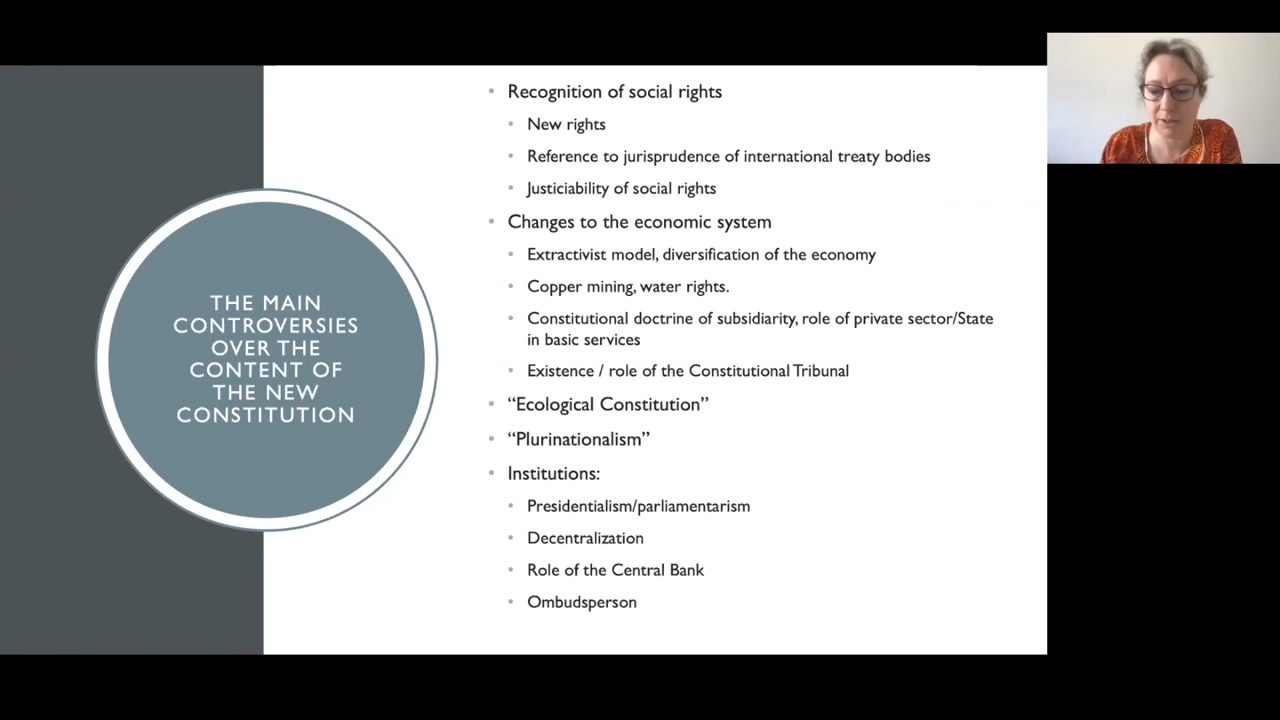 THE MAIN
CONTROVERSIES
OVER THE
CONTENT OF
THE NEW
CONSTITUTION
• Recognition of social rights
• New rights
• Reference to jurisprudence of international treaty bodies
• Justiciability of social rights
• Changes to the economic system
• Extractivist model, diversification of the economy
• Copper mining, water rights.
• Constitutional doctrine of subsidiarity, role of private sector/State
in basic services
• Existence / role of the Constitutional Tribunal
• “Ecological Constitution”
• “Plurinationalism”
• Institutions:
• Presidentialism/parliamentarism
• Decentralization
• Role of the Central Bank
• Ombudsperson